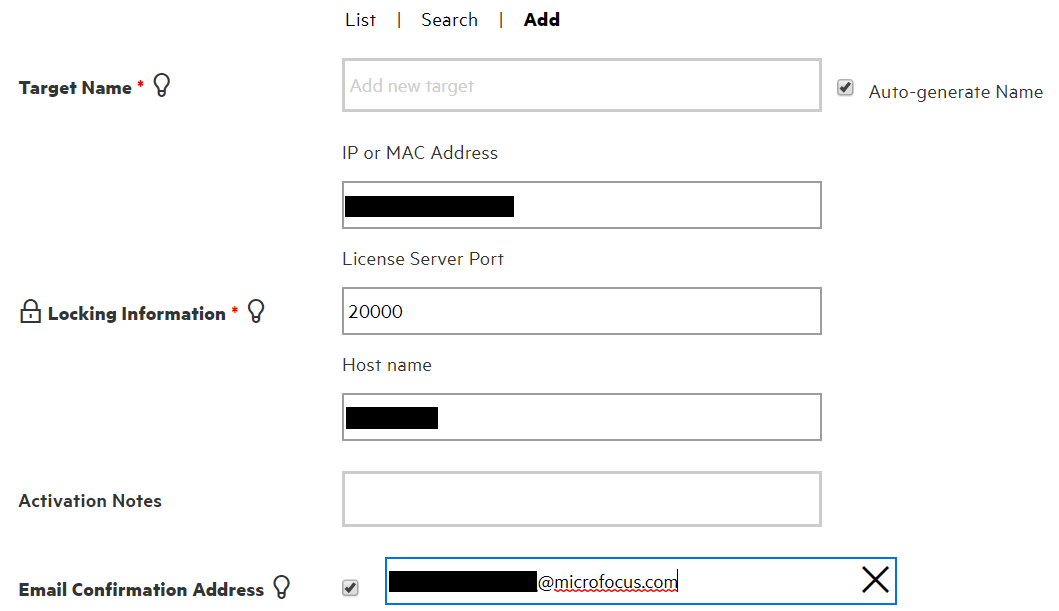 List | Search | Add
Target Name * Add new target Auto-generate Name
IP or MAC Address
License Server Port
Locking Information * 20000
Host name
Activation Notes
Email Confirmation Address @microfocus.com